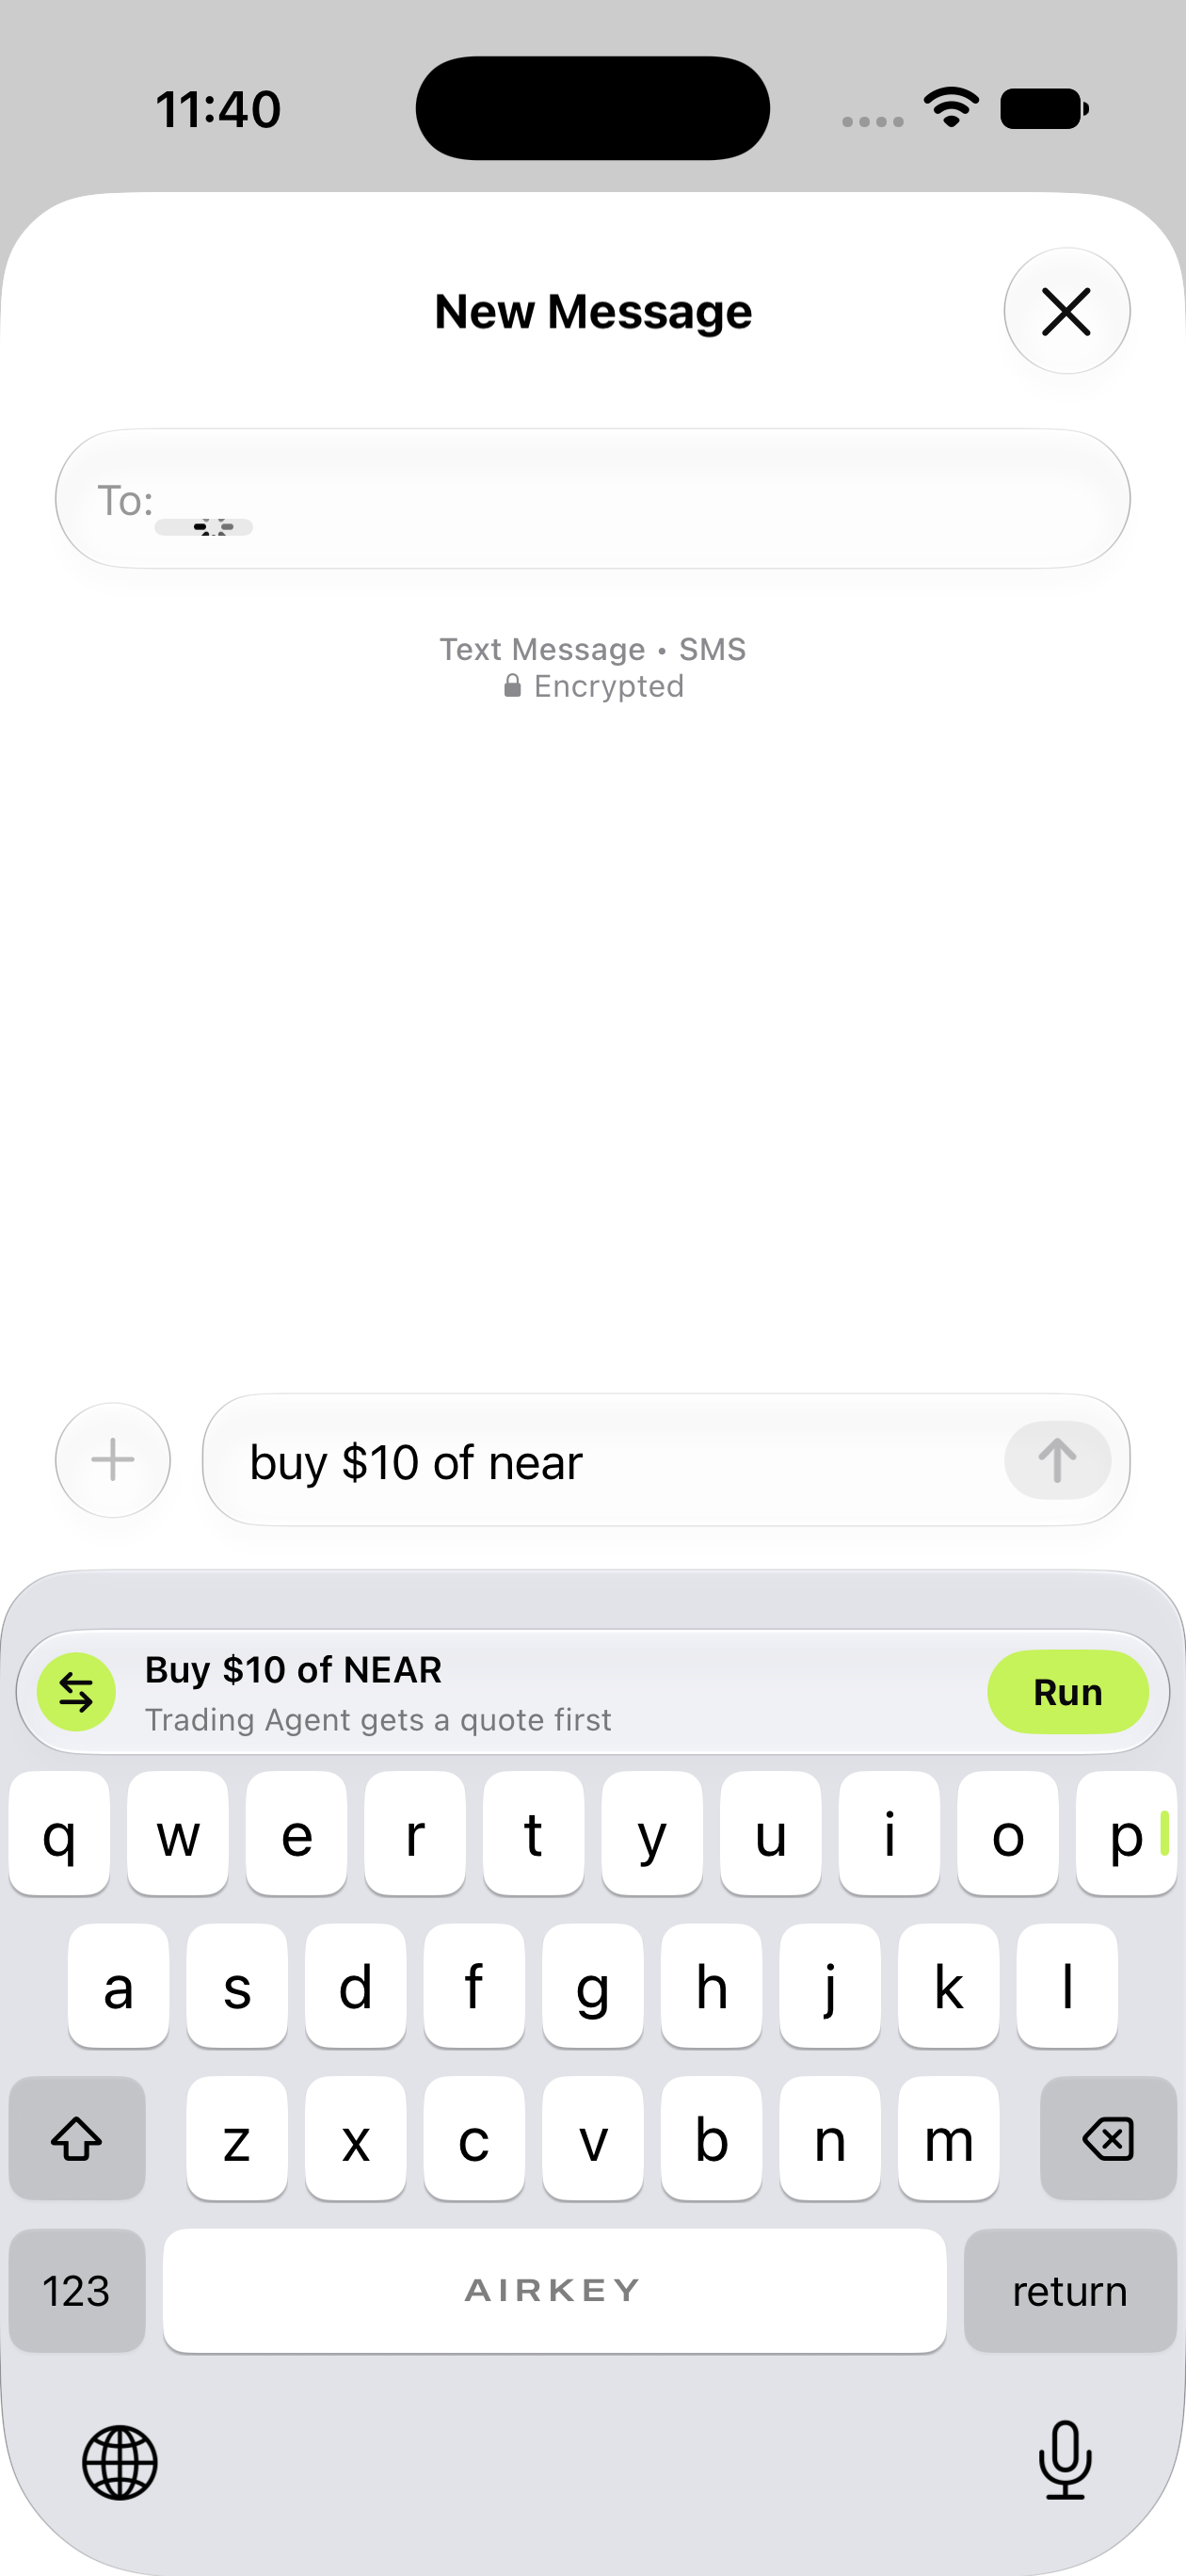 11:40
New Message
To:
Text Message • SMS
Encrypted
buy $10 of near
Buy $10 of NEAR
Trading Agent gets a quote first
Run
q w e r t y u i o p
a s d f g h j k l
z x c v b n m
123 AIRKEY return